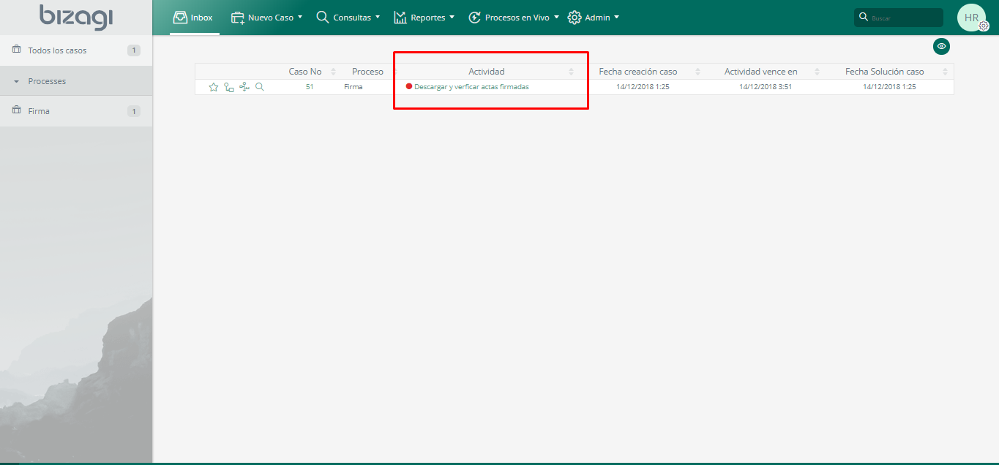 bizagi
Inbox Nuevo Caso Consultas Reportes Procesos en Vivo Admin
Buscar
HR
Todos los casos 1
Processes
Firma 1
Caso No Proceso Actividad Fecha creación caso Actividad vence en Fecha Solución caso
51 Firma Descargar y verficar actas firmadas 14/12/2018 1:25 14/12/2018 3:51 14/12/2018 1:25